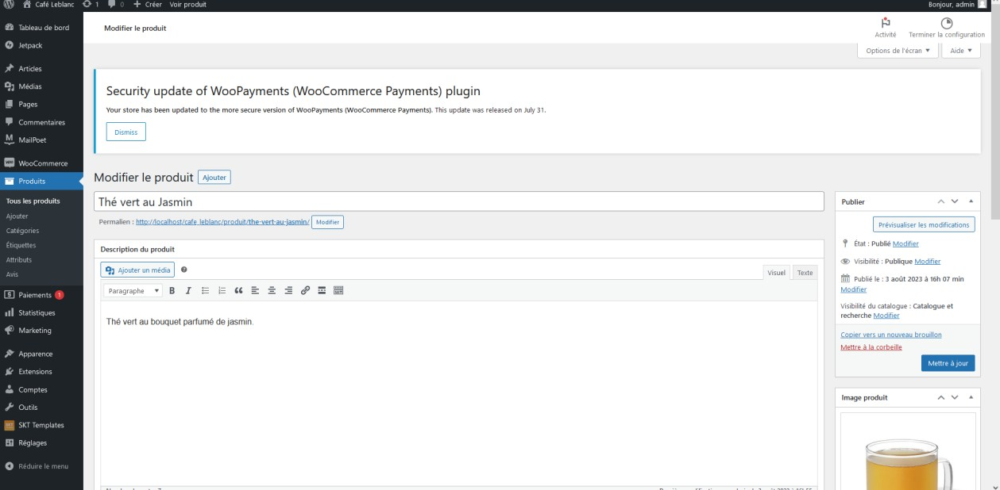 Café Leblanc 1 0 Créer Voir produit Bonjour, admin
Tableau de bord
Jetpack
Articles
Médias
Pages
Commentaires
MailPoet
WooCommerce
Produits
Tous les produits
Ajouter
Catégories
Étiquettes
Attributs
Avis
Paiements 1
Statistiques
Marketing
Apparence
Extensions
Comptes
Outils
SKT Templates
Réglages
Réduire le menu
Modifier le produit
Activité Terminer la configuration
Options de l'écran Aide
Security update of WooPayments (WooCommerce Payments) plugin
Your store has been updated to the more secure version of WooPayments (WooCommerce Payments). This update was released on July 31.
Dismiss
Modifier le produit Ajouter
Thé vert au Jasmin
Permalien : http://localhost/cafe_leblanc/produit/the-vert-au-jasmin/ Modifier
Description du produit
Ajouter un média
Visuel Texte
Paragraphe B I
Thé vert au bouquet parfumé de jasmin.
Publier
Prévisualiser les modifications
État : Publié Modifier
Visibilité : Publique Modifier
Publié le : 3 août 2023 à 16h 07 min
Modifier
Visibilité du catalogue : Catalogue et
recherche Modifier
Copier vers un nouveau brouillon
Mettre à la corbeille
Mettre à jour
Image produit